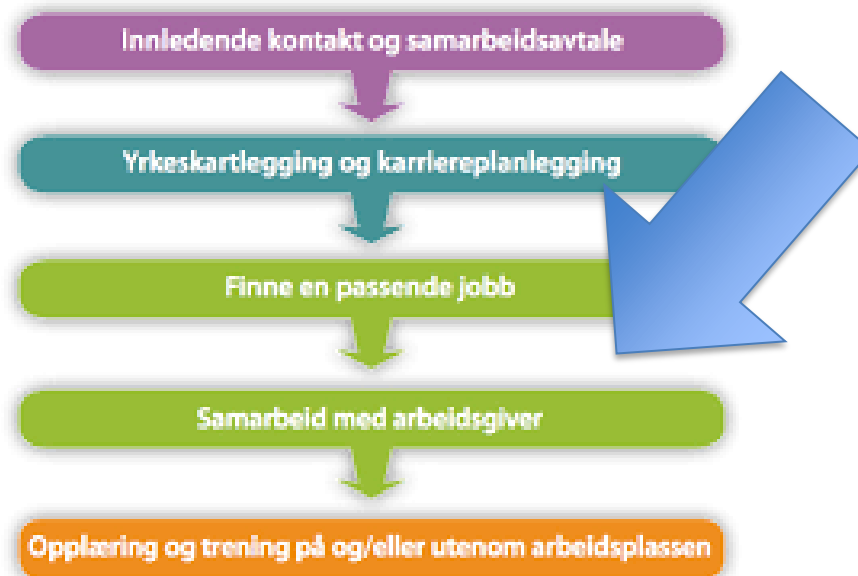 Innledende kontakt og samarbeidsavtale
Yrkeskartlegging og karriereplanlegging
Finne en passende jobb
Samarbeid med arbeidsgiver
Opplæring og trening på og/eller utenom arbeidsplassen